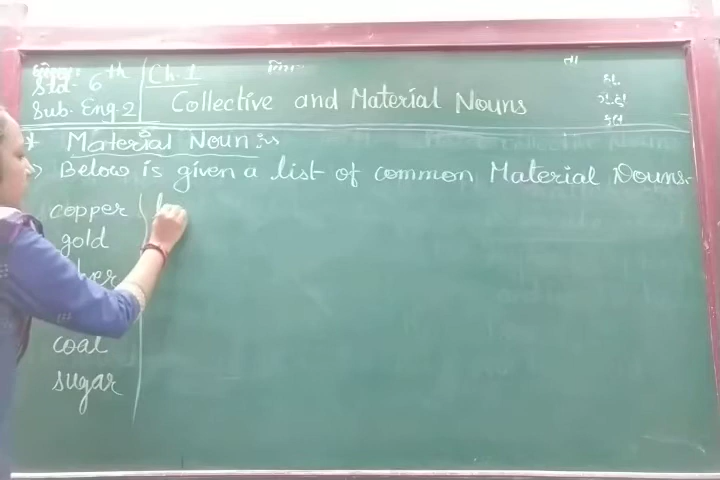 Std- 6th Ch. 1
Sub. Eng-2 Collective and Material Nouns
* Material Noun:s
Below is given a list of common Material Nouns.
copper
gold
coal
sugar